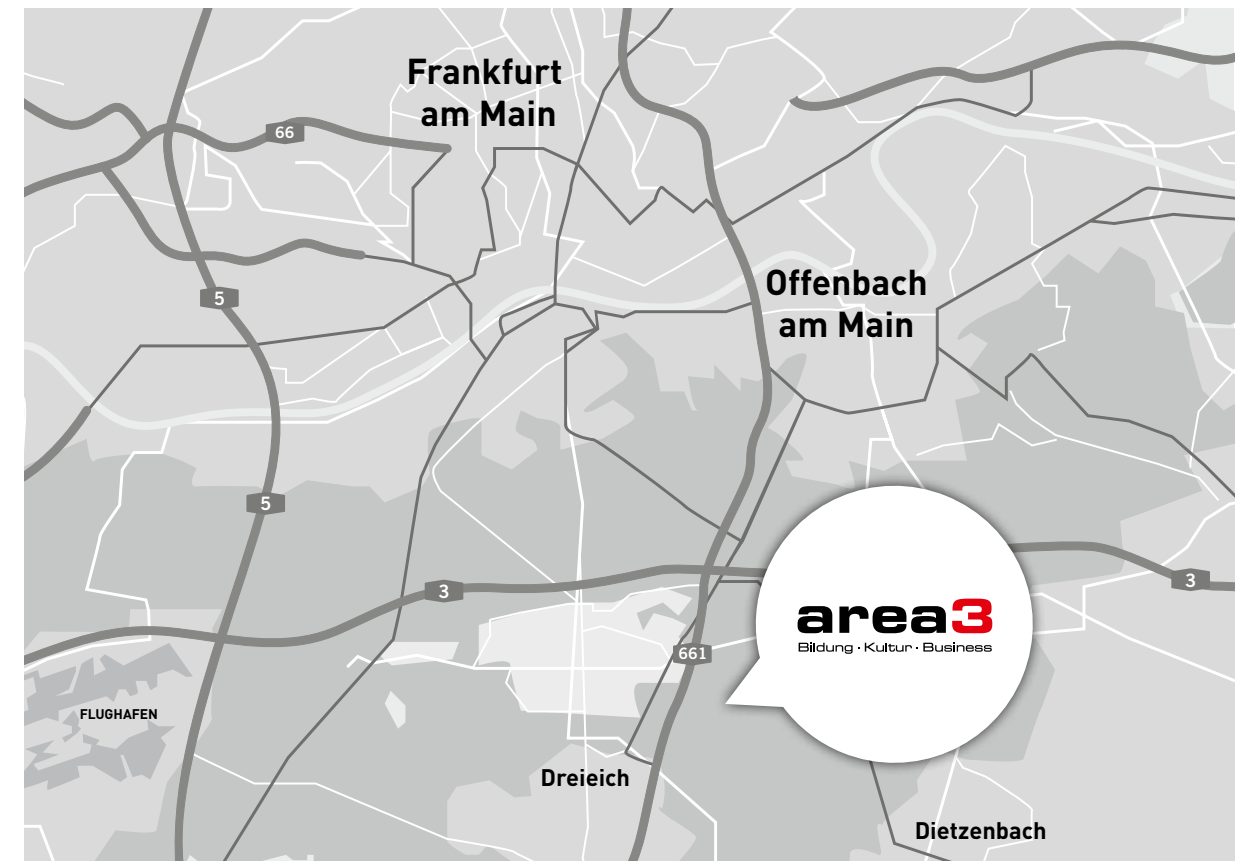 Frankfurt
am Main
66
5
Offenbach
am Main
5
3
3
area3
Bildung · Kultur · Business
661
FLUGHAFEN
Dreieich
Dietzenbach